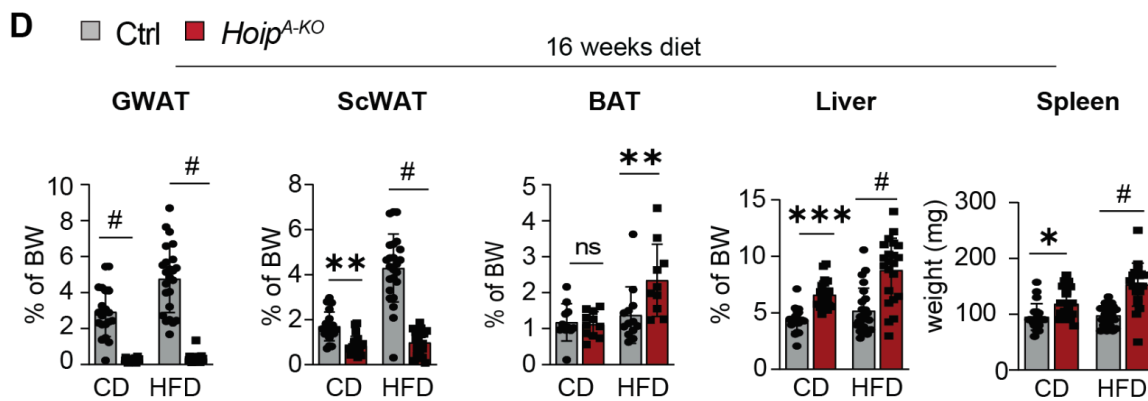 D Ctrl Hoip^A-KO
16 weeks diet
GWAT ScWAT BAT Liver Spleen
% of BW
10
8
6
4
2
0
# #
CD HFD
% of BW
8
6
4
2
0
** #
CD HFD
% of BW
5
4
3
2
1
0
ns **
CD HFD
% of BW
15
10
5
0
*** #
CD HFD
weight (mg)
300
200
100
0
* #
CD HFD